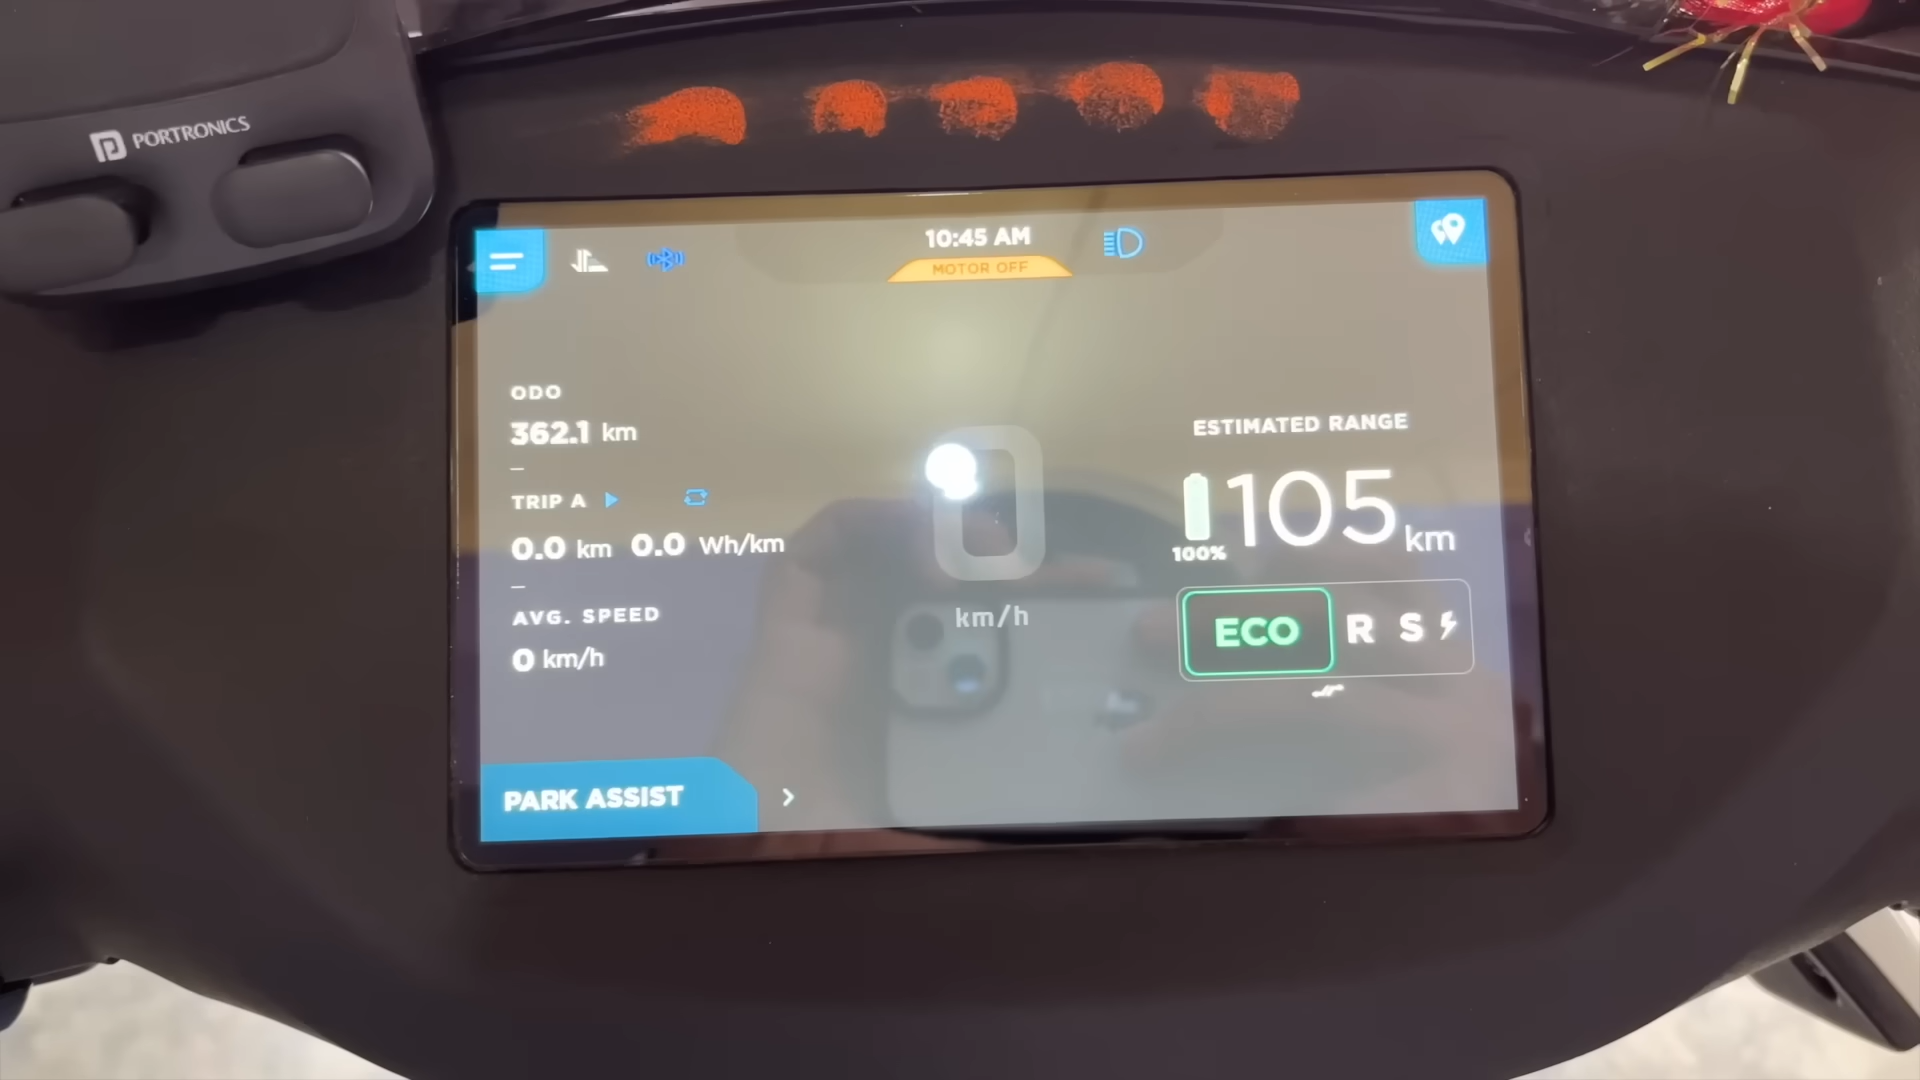 PORTRONICS
10:45 AM
MOTOR OFF
ODO
362.1 km
TRIP A
0.0 km 0.0 Wh/km
AVG. SPEED
0 km/h
0
km/h
ESTIMATED RANGE
105 km
100%
ECO R S
PARK ASSIST